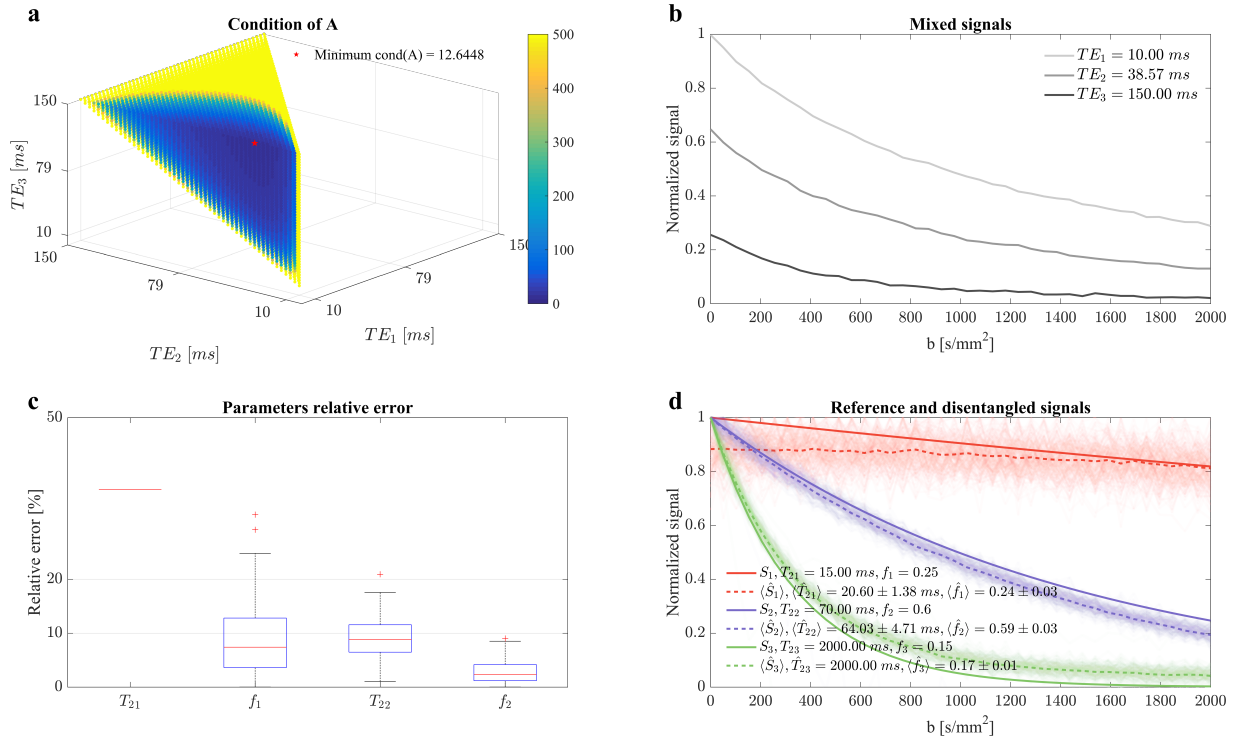 a
Condition of A
Minimum cond(A) = 12.6448
150
79
10
TE3 [ms]
150
79
10
TE2 [ms]
10
79
150
TE1 [ms]
500
400
300
200
100
0
b
Mixed signals
TE1 = 10.00 ms
TE2 = 38.57 ms
TE3 = 150.00 ms
1
0.8
0.6
0.4
0.2
0
Normalized signal
0 200 400 600 800 1000 1200 1400 1600 1800 2000
b [s/mm²]
c
Parameters relative error
50
20
10
0
Relative error [%]
T21 f1 T22 f2
d
Reference and disentangled signals
1
0.8
0.6
0.4
0.2
0
Normalized signal
S1, T21 = 15.00 ms, f1 = 0.25
⟨Ŝ1⟩, ⟨T̂21⟩ = 20.60 ± 1.38 ms, ⟨f̂1⟩ = 0.24 ± 0.03
S2, T22 = 70.00 ms, f2 = 0.6
⟨Ŝ2⟩, ⟨T̂22⟩ = 64.03 ± 4.71 ms, ⟨f̂2⟩ = 0.59 ± 0.03
S3, T23 = 2000.00 ms, f3 = 0.15
⟨Ŝ3⟩, T̂23 = 2000.00 ms, ⟨f̂3⟩ = 0.17 ± 0.01
0 200 400 600 800 1000 1200 1400 1600 1800 2000
b [s/mm²]